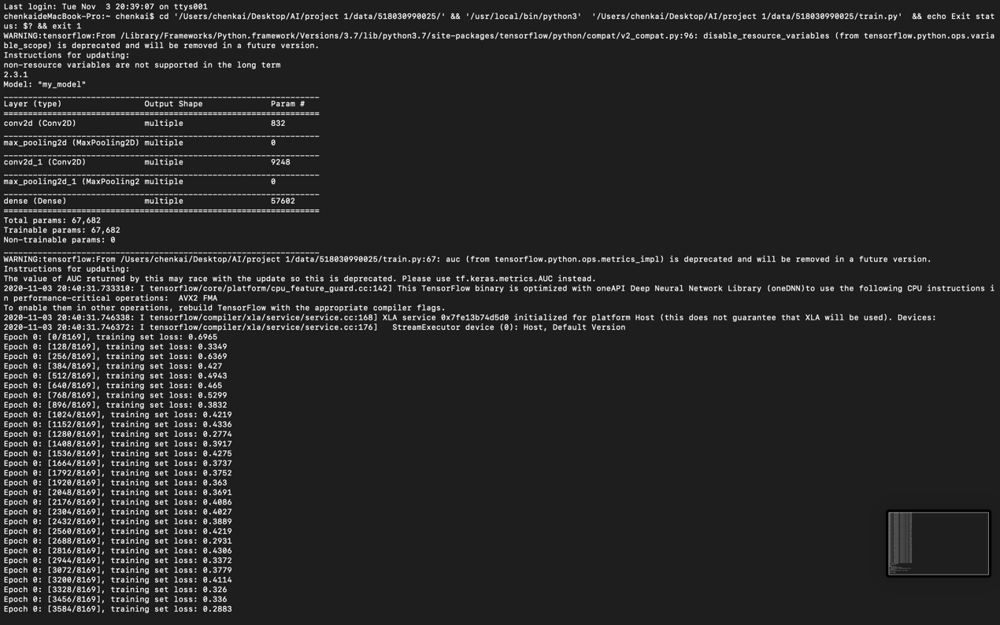 Last login: Tue Nov  3 20:39:07 on ttys001
chenkaideMacBook-Pro:~ chenkai$ cd '/Users/chenkai/Desktop/AI/project 1/data/518030990025/' && '/usr/local/bin/python3'  '/Users/chenkai/Desktop/AI/project 1/data/518030990025/train.py'  && echo Exit stat
us: $? && exit 1
WARNING:tensorflow:From /Library/Frameworks/Python.framework/Versions/3.7/lib/python3.7/site-packages/tensorflow/python/compat/v2_compat.py:96: disable_resource_variables (from tensorflow.python.ops.varia
ble_scope) is deprecated and will be removed in a future version.
Instructions for updating:
non-resource variables are not supported in the long term
2.3.1
Model: "my_model"
_________________________________________________________________
Layer (type)                 Output Shape              Param #
=================================================================
conv2d (Conv2D)              multiple                  832
_________________________________________________________________
max_pooling2d (MaxPooling2D) multiple                  0
_________________________________________________________________
conv2d_1 (Conv2D)            multiple                  9248
_________________________________________________________________
max_pooling2d_1 (MaxPooling2 multiple                  0
_________________________________________________________________
dense (Dense)                multiple                  57602
=================================================================
Total params: 67,682
Trainable params: 67,682
Non-trainable params: 0
_________________________________________________________________
WARNING:tensorflow:From /Users/chenkai/Desktop/AI/project 1/data/518030990025/train.py:67: auc (from tensorflow.python.ops.metrics_impl) is deprecated and will be removed in a future version.
Instructions for updating:
The value of AUC returned by this may race with the update so this is deprecated. Please use tf.keras.metrics.AUC instead.
2020-11-03 20:40:31.733310: I tensorflow/core/platform/cpu_feature_guard.cc:142] This TensorFlow binary is optimized with oneAPI Deep Neural Network Library (oneDNN)to use the following CPU instructions i
n performance-critical operations:  AVX2 FMA
To enable them in other operations, rebuild TensorFlow with the appropriate compiler flags.
2020-11-03 20:40:31.746338: I tensorflow/compiler/xla/service/service.cc:168] XLA service 0x7fe13b74d5d0 initialized for platform Host (this does not guarantee that XLA will be used). Devices:
2020-11-03 20:40:31.746372: I tensorflow/compiler/xla/service/service.cc:176]   StreamExecutor device (0): Host, Default Version
Epoch 0: [0/8169], training set loss: 0.6965
Epoch 0: [128/8169], training set loss: 0.3349
Epoch 0: [256/8169], training set loss: 0.6369
Epoch 0: [384/8169], training set loss: 0.427
Epoch 0: [512/8169], training set loss: 0.4943
Epoch 0: [640/8169], training set loss: 0.465
Epoch 0: [768/8169], training set loss: 0.5299
Epoch 0: [896/8169], training set loss: 0.3832
Epoch 0: [1024/8169], training set loss: 0.4219
Epoch 0: [1152/8169], training set loss: 0.4336
Epoch 0: [1280/8169], training set loss: 0.2774
Epoch 0: [1408/8169], training set loss: 0.3917
Epoch 0: [1536/8169], training set loss: 0.4275
Epoch 0: [1664/8169], training set loss: 0.3737
Epoch 0: [1792/8169], training set loss: 0.3752
Epoch 0: [1920/8169], training set loss: 0.363
Epoch 0: [2048/8169], training set loss: 0.3691
Epoch 0: [2176/8169], training set loss: 0.4086
Epoch 0: [2304/8169], training set loss: 0.4027
Epoch 0: [2432/8169], training set loss: 0.3889
Epoch 0: [2560/8169], training set loss: 0.4219
Epoch 0: [2688/8169], training set loss: 0.2931
Epoch 0: [2816/8169], training set loss: 0.4306
Epoch 0: [2944/8169], training set loss: 0.3372
Epoch 0: [3072/8169], training set loss: 0.3779
Epoch 0: [3200/8169], training set loss: 0.4114
Epoch 0: [3328/8169], training set loss: 0.326
Epoch 0: [3456/8169], training set loss: 0.336
Epoch 0: [3584/8169], training set loss: 0.2883